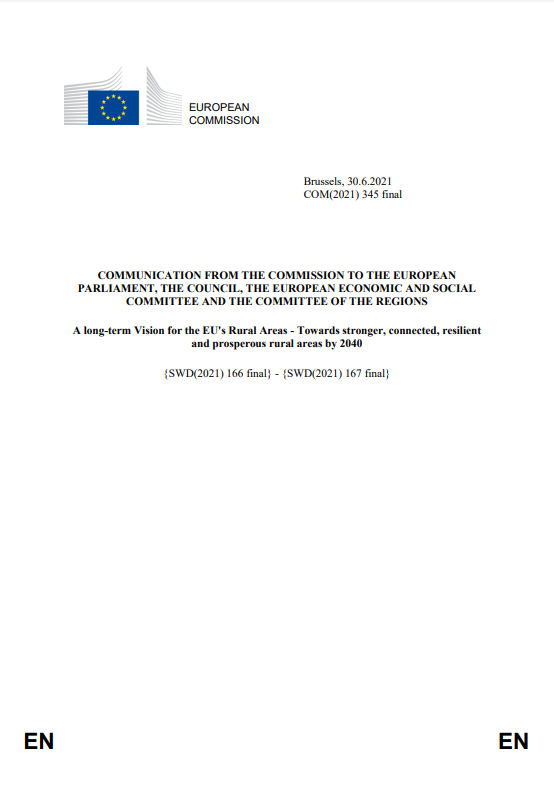 EUROPEAN
COMMISSION
Brussels, 30.6.2021
COM(2021) 345 final
COMMUNICATION FROM THE COMMISSION TO THE EUROPEAN
PARLIAMENT, THE COUNCIL, THE EUROPEAN ECONOMIC AND SOCIAL
COMMITTEE AND THE COMMITTEE OF THE REGIONS
A long-term Vision for the EU's Rural Areas - Towards stronger, connected, resilient
and prosperous rural areas by 2040
{SWD(2021) 166 final} - {SWD(2021) 167 final}
EN EN